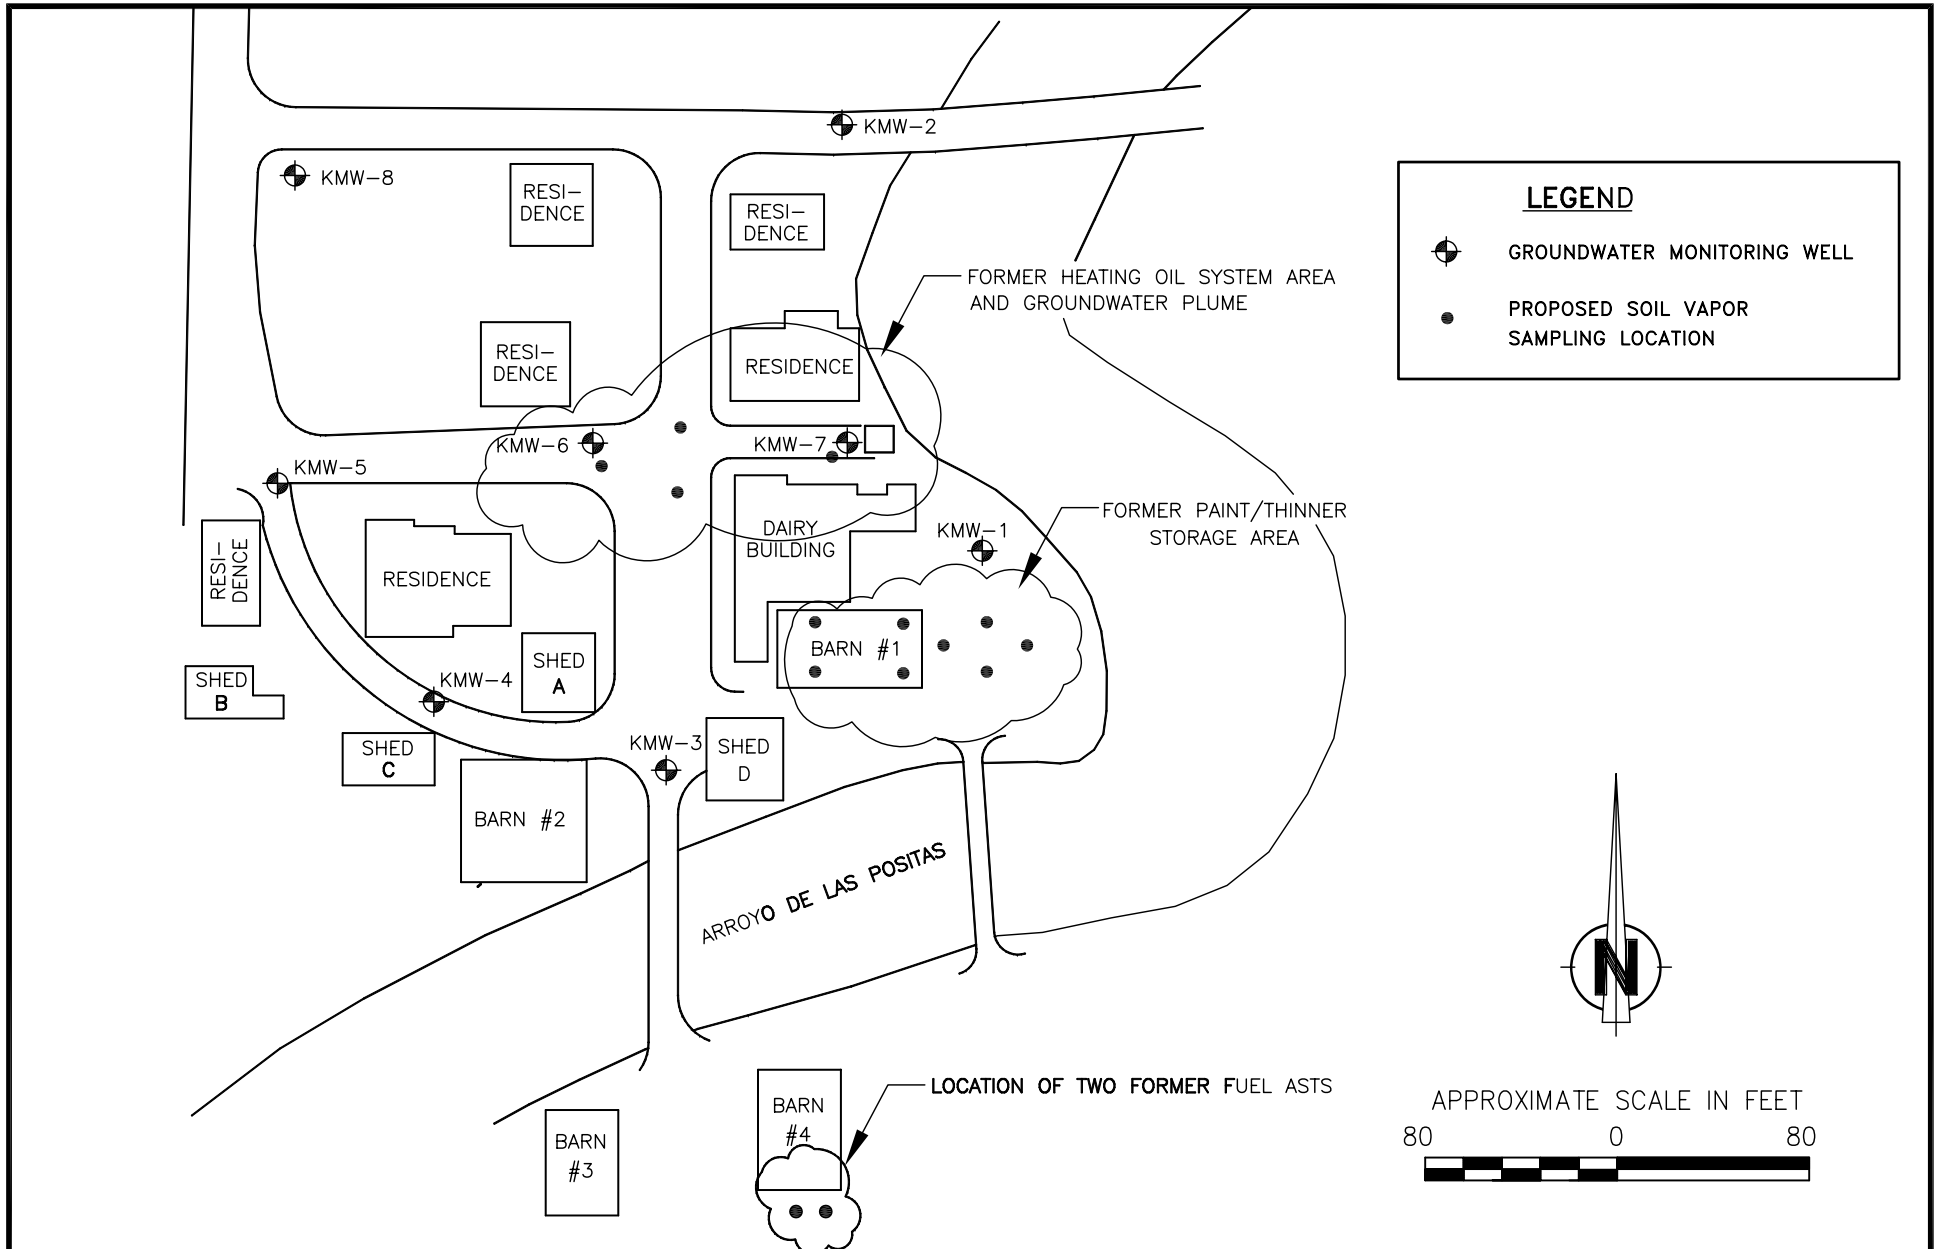 KMW-2
KMW-8
RESI-
DENCE
RESI-
DENCE
LEGEND
GROUNDWATER MONITORING WELL
PROPOSED SOIL VAPOR
SAMPLING LOCATION
FORMER HEATING OIL SYSTEM AREA
AND GROUNDWATER PLUME
RESI-
DENCE
RESIDENCE
KMW-6
KMW-7
KMW-5
FORMER PAINT/THINNER
STORAGE AREA
KMW-1
DAIRY
BUILDING
RESI-
DENCE
RESIDENCE
BARN #1
SHED
A
SHED
B
KMW-4
SHED
C
KMW-3
SHED
D
BARN #2
ARROYO DE LAS POSITAS
N
LOCATION OF TWO FORMER FUEL ASTS
BARN
#4
BARN
#3
APPROXIMATE SCALE IN FEET
80 0 80